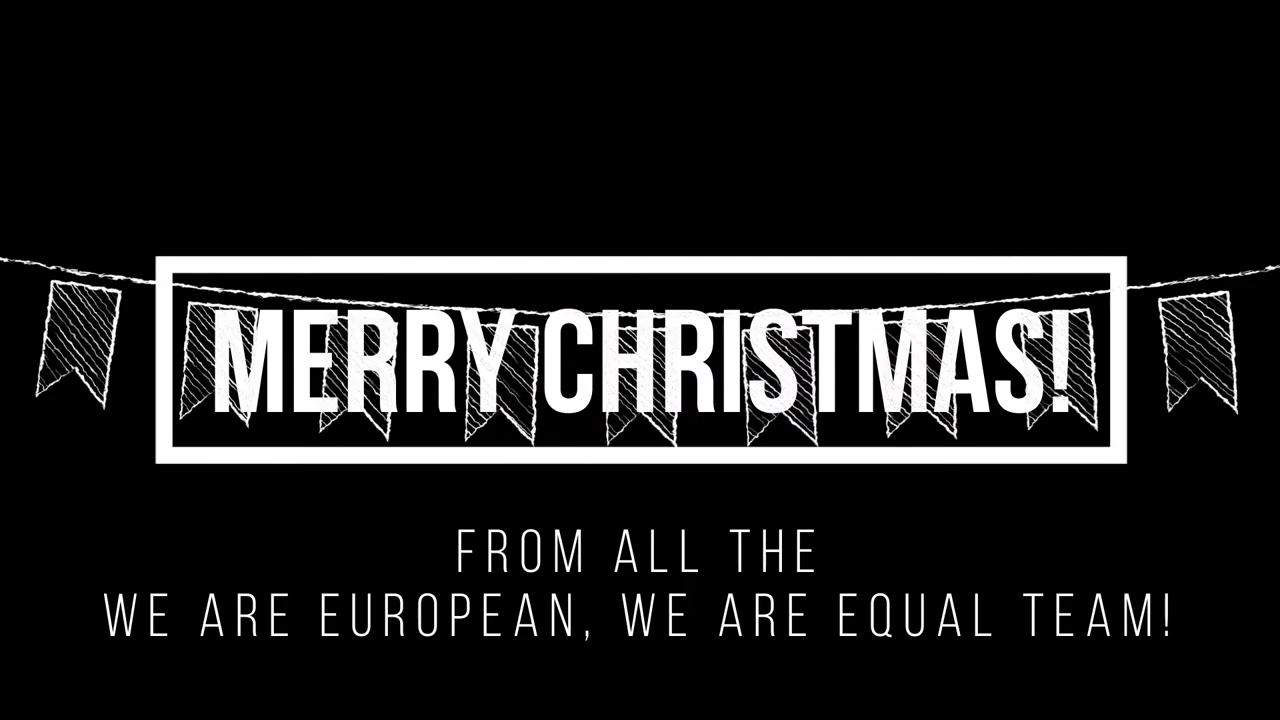 MERRY CHRISTMAS!
FROM ALL THE
WE ARE EUROPEAN, WE ARE EQUAL TEAM!